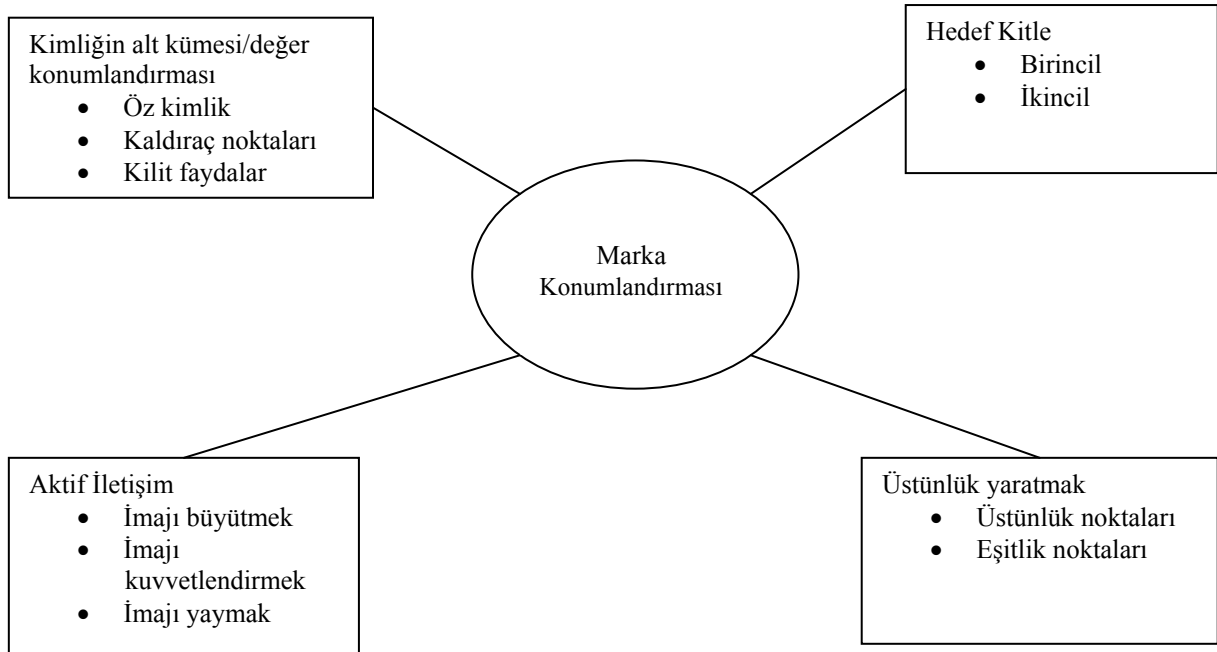 Kimliğin alt kümesi/değer
konumlandırması
• Öz kimlik
• Kaldıraç noktaları
• Kilit faydalar
Hedef Kitle
• Birincil
• İkincil
Marka
Konumlandırması
Aktif İletişim
• İmajı büyütmek
• İmajı
kuvvetlendirmek
• İmajı yaymak
Üstünlük yaratmak
• Üstünlük noktaları
• Eşitlik noktaları